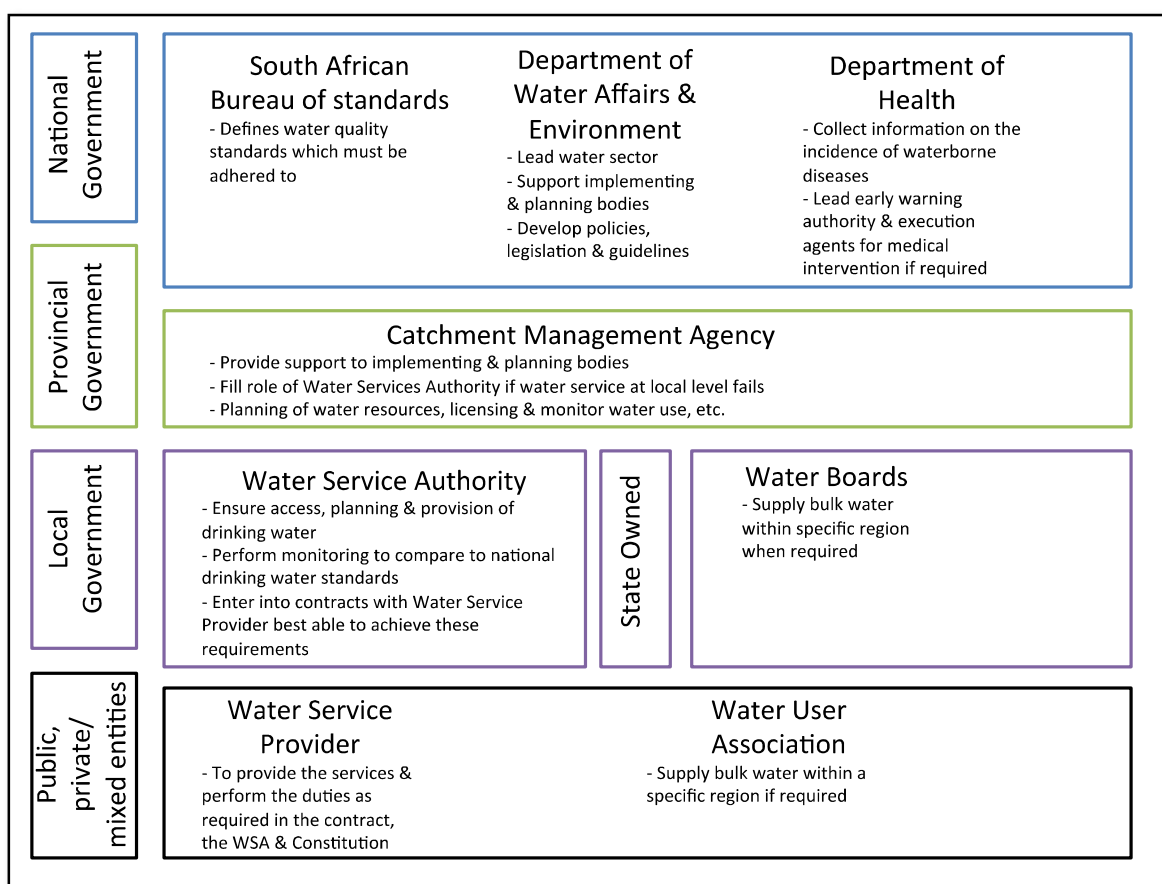 National
Government
South African
Bureau of standards
- Defines water quality
standards which must be
adhered to
Department of
Water Affairs &
Environment
- Lead water sector
- Support implementing
& planning bodies
- Develop policies,
legislation & guidelines
Department of
Health
- Collect information on the
incidence of waterborne
diseases
- Lead early warning
authority & execution
agents for medical
intervention if required
Provincial
Government
Catchment Management Agency
- Provide support to implementing & planning bodies
- Fill role of Water Services Authority if water service at local level fails
- Planning of water resources, licensing & monitor water use, etc.
Local
Government
Water Service Authority
- Ensure access, planning & provision of
drinking water
- Perform monitoring to compare to national
drinking water standards
- Enter into contracts with Water Service
Provider best able to achieve these
requirements
State Owned
Water Boards
- Supply bulk water
within specific region
when required
Public,
private/
mixed entities
Water Service
Provider
- To provide the services &
perform the duties as
required in the contract,
the WSA & Constitution
Water User
Association
- Supply bulk water within a
specific region if required